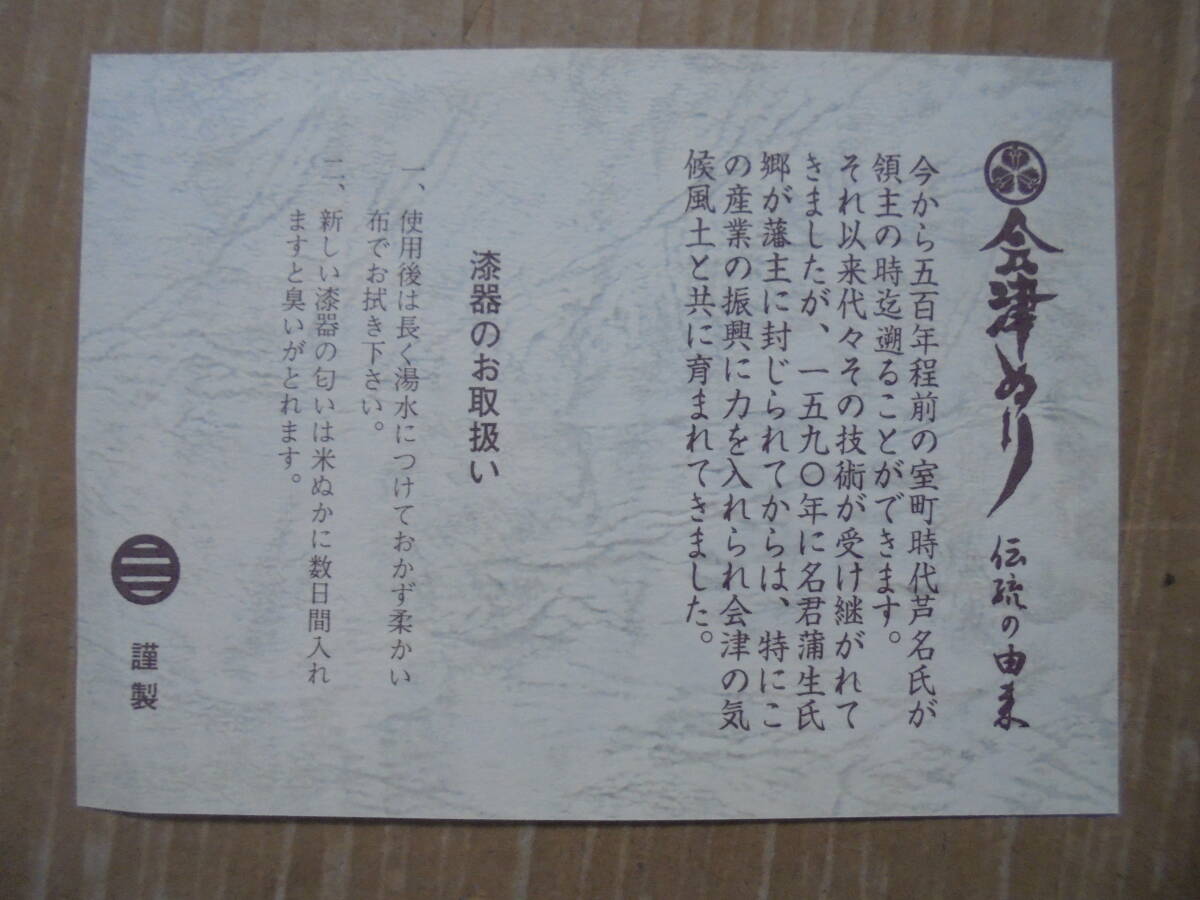 会津ぬり 伝統の由来
今から五百年程前の室町時代芦名氏が
領主の時迄遡ることができます。
それ以来代々その技術が受け継がれて
きましたが、一五九〇年に名君蒲生氏
郷が藩主に封じられてからは、特にこ
の産業の振興に力を入れられ会津の気
候風土と共に育まれてきました。
漆器のお取扱い
一、使用後は長く湯水につけておかず柔かい
布でお拭き下さい。
二、新しい漆器の匂いは米ぬかに数日間入れ
ますと臭いがとれます。
謹製